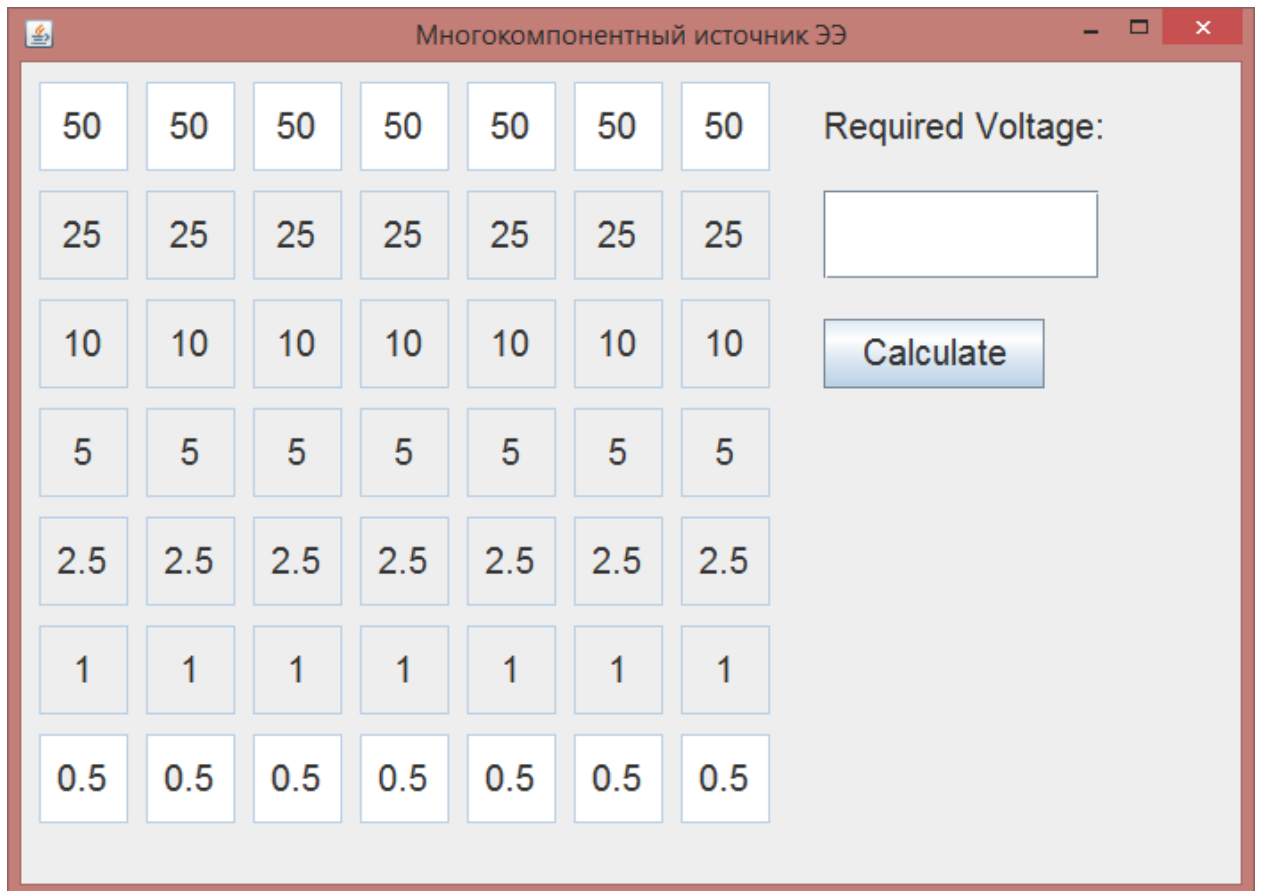 Многокомпонентный источник ЭЭ
50 50 50 50 50 50 50 Required Voltage:
25 25 25 25 25 25 25
10 10 10 10 10 10 10 Calculate
5 5 5 5 5 5 5
2.5 2.5 2.5 2.5 2.5 2.5 2.5
1 1 1 1 1 1 1
0.5 0.5 0.5 0.5 0.5 0.5 0.5